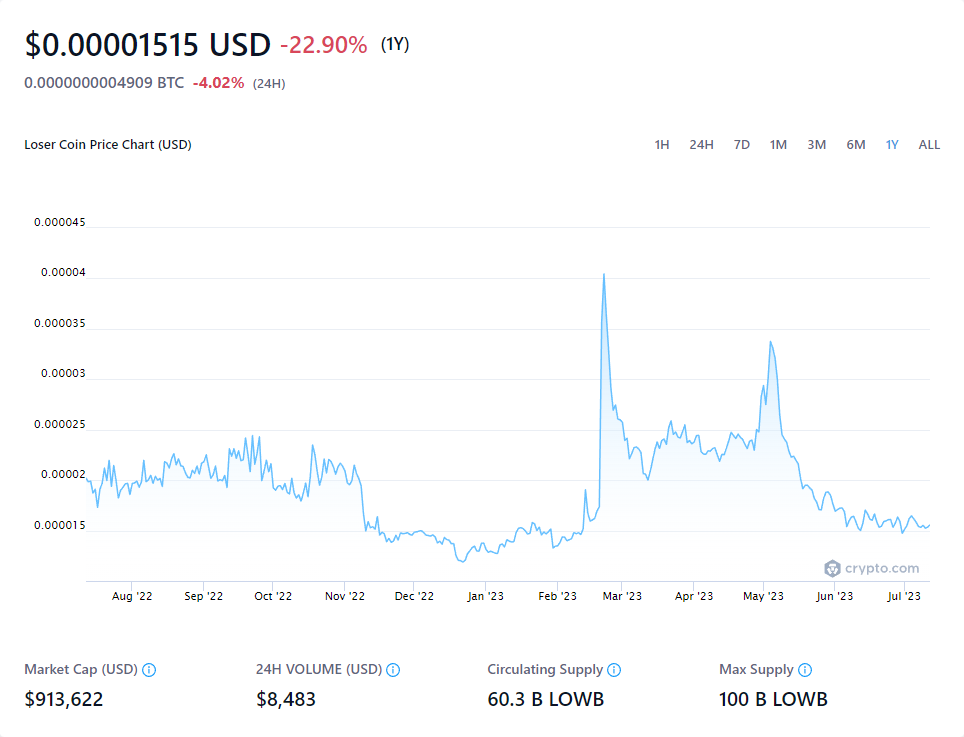 $0.00001515 USD -22.90% (1Y)
0.0000000004909 BTC -4.02% (24H)
Loser Coin Price Chart (USD) 1H 24H 7D 1M 3M 6M 1Y ALL
0.000045
0.00004
0.000035
0.00003
0.000025
0.00002
0.000015
crypto.com
Aug '22 Sep '22 Oct '22 Nov '22 Dec '22 Jan '23 Feb '23 Mar '23 Apr '23 May '23 Jun '23 Jul '23
Market Cap (USD) 24H VOLUME (USD) Circulating Supply Max Supply
$913,622 $8,483 60.3 B LOWB 100 B LOWB